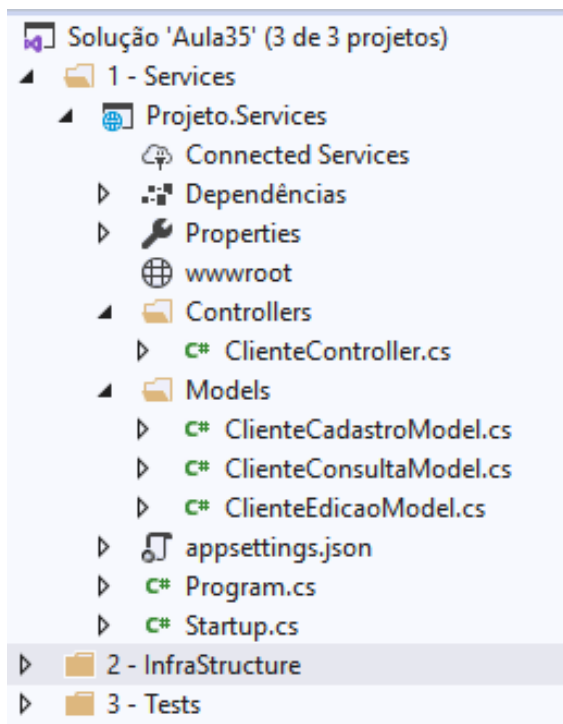 Solução 'Aula35' (3 de 3 projetos)
1 - Services
Projeto.Services
Connected Services
Dependências
Properties
wwwroot
Controllers
C# ClienteController.cs
Models
C# ClienteCadastroModel.cs
C# ClienteConsultaModel.cs
C# ClienteEdicaoModel.cs
appsettings.json
C# Program.cs
C# Startup.cs
2 - InfraStructure
3 - Tests